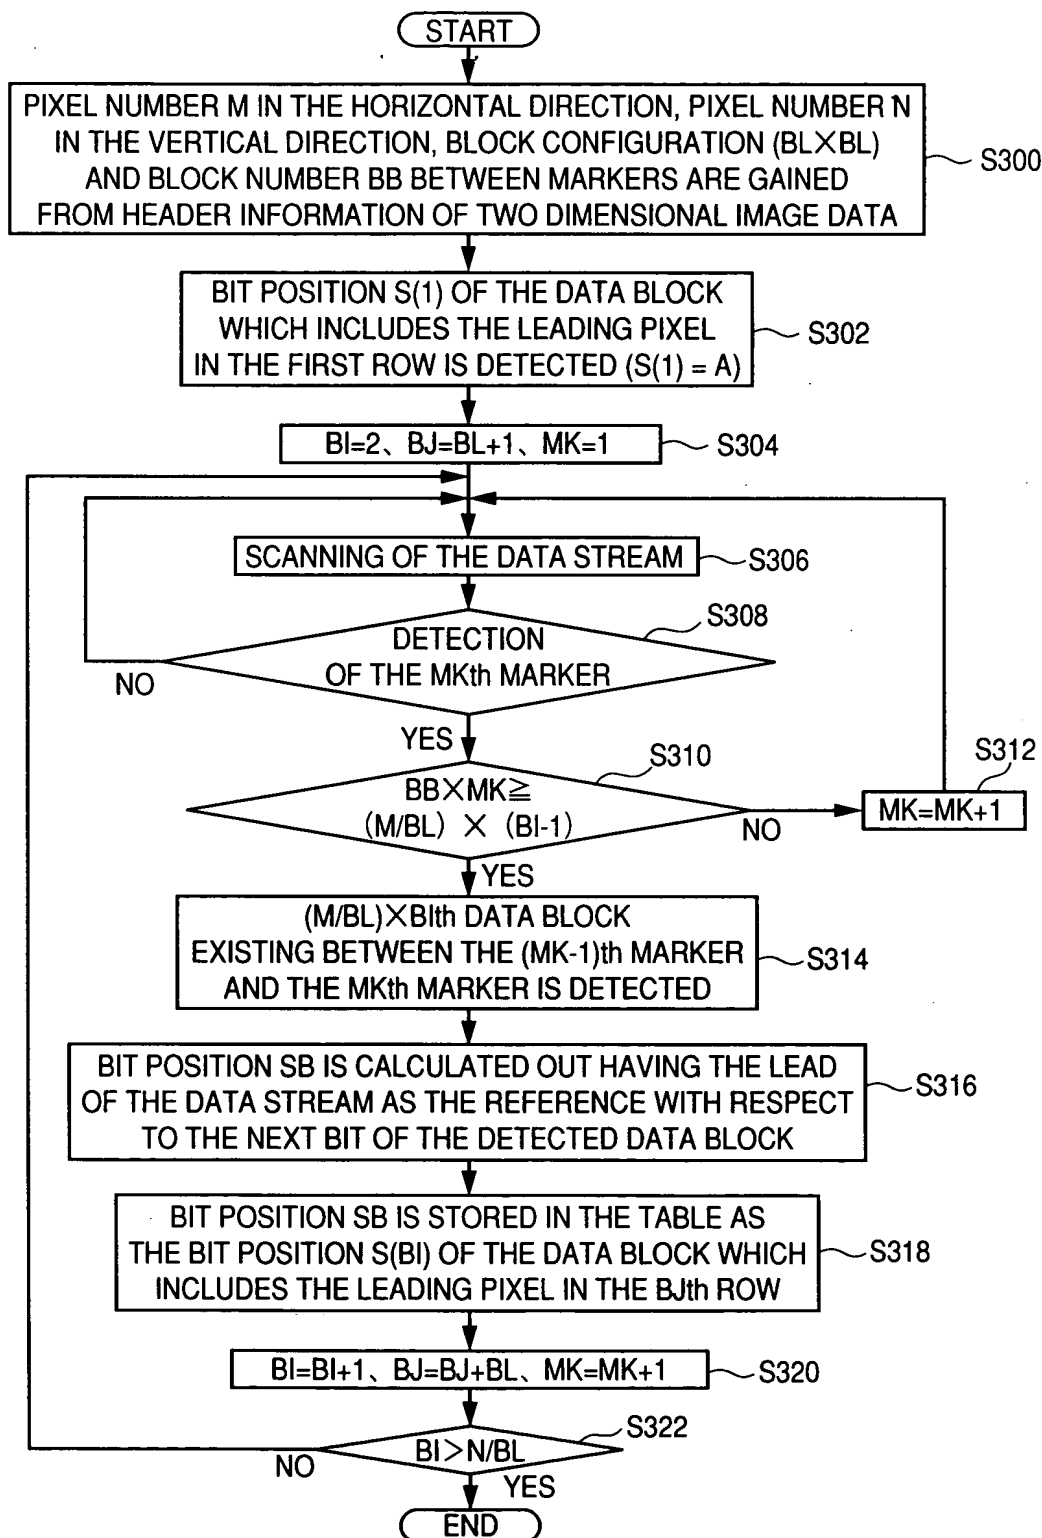 START
PIXEL NUMBER M IN THE HORIZONTAL DIRECTION, PIXEL NUMBER N
IN THE VERTICAL DIRECTION, BLOCK CONFIGURATION (BL×BL)
AND BLOCK NUMBER BB BETWEEN MARKERS ARE GAINED
FROM HEADER INFORMATION OF TWO DIMENSIONAL IMAGE DATA
S300
BIT POSITION S(1) OF THE DATA BLOCK
WHICH INCLUDES THE LEADING PIXEL
IN THE FIRST ROW IS DETECTED (S(1) = A)
S302
BI=2、BJ=BL+1、MK=1
S304
SCANNING OF THE DATA STREAM
S306
DETECTION
OF THE MKth MARKER
S308
NO
YES
BB×MK≧
(M/BL) × (BI-1)
S310
NO
MK=MK+1
S312
YES
(M/BL)×BIth DATA BLOCK
EXISTING BETWEEN THE (MK-1)th MARKER
AND THE MKth MARKER IS DETECTED
S314
BIT POSITION SB IS CALCULATED OUT HAVING THE LEAD
OF THE DATA STREAM AS THE REFERENCE WITH RESPECT
TO THE NEXT BIT OF THE DETECTED DATA BLOCK
S316
BIT POSITION SB IS STORED IN THE TABLE AS
THE BIT POSITION S(BI) OF THE DATA BLOCK WHICH
INCLUDES THE LEADING PIXEL IN THE BJth ROW
S318
BI=BI+1、BJ=BJ+BL、MK=MK+1
S320
BI>N/BL
S322
NO
YES
END